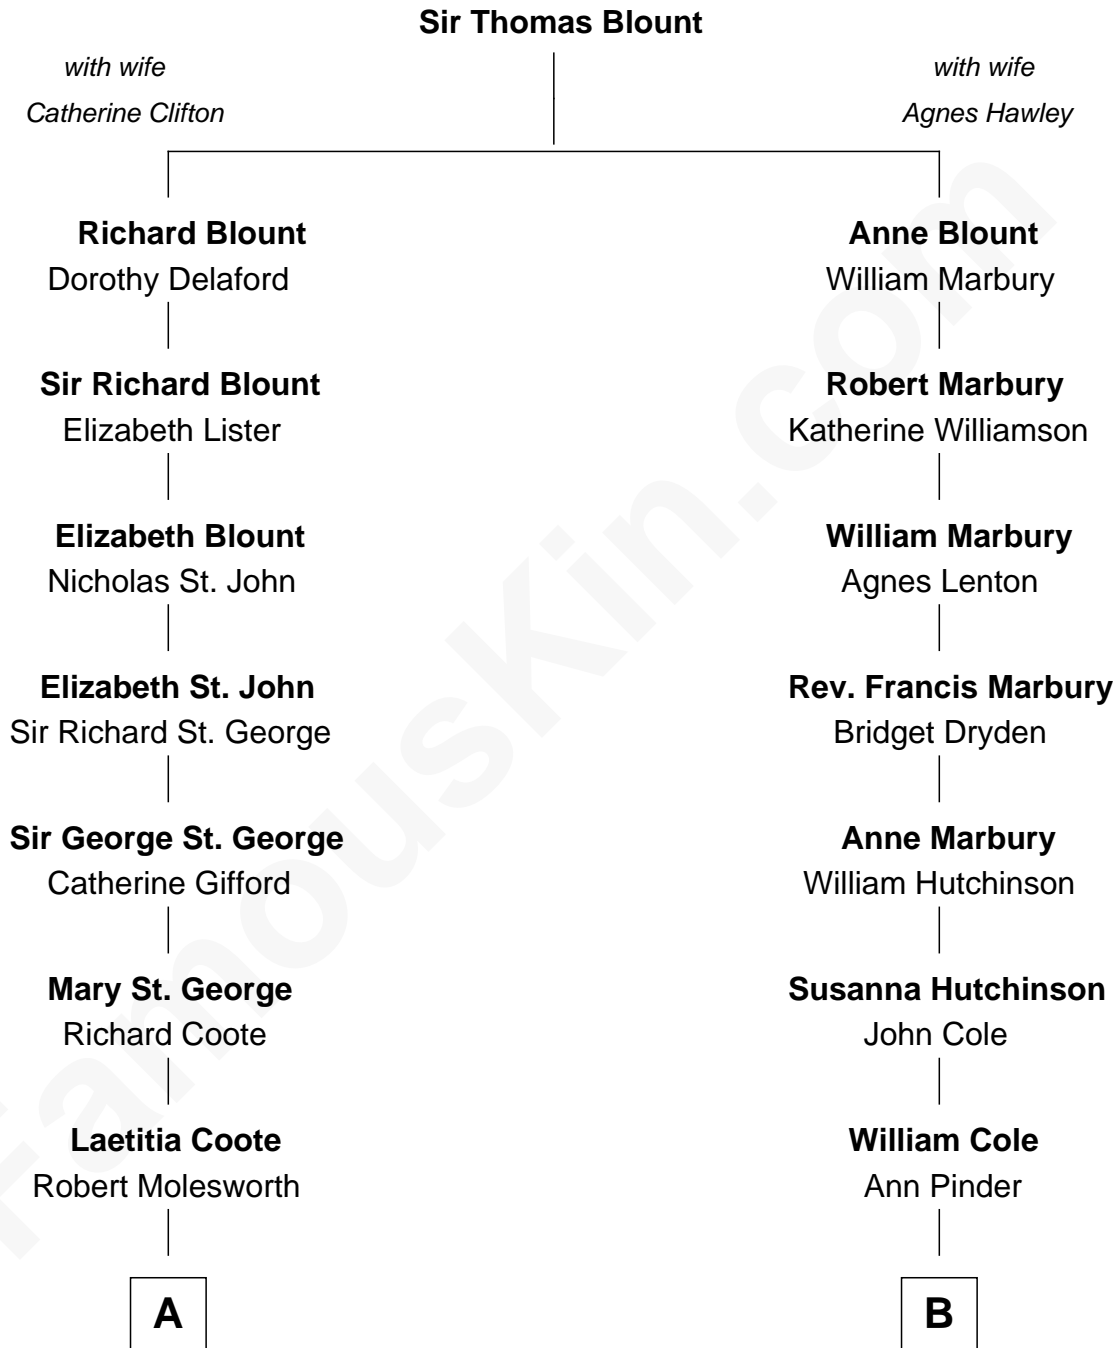 Sir Thomas Blount
with wife
Catherine Clifton
with wife
Agnes Hawley
Richard Blount
Dorothy Delaford
Anne Blount
William Marbury
Sir Richard Blount
Elizabeth Lister
Robert Marbury
Katherine Williamson
Elizabeth Blount
Nicholas St. John
William Marbury
Agnes Lenton
Elizabeth St. John
Sir Richard St. George
Rev. Francis Marbury
Bridget Dryden
Sir George St. George
Catherine Gifford
Anne Marbury
William Hutchinson
Mary St. George
Richard Coote
Susanna Hutchinson
John Cole
Laetitia Coote
Robert Molesworth
William Cole
Ann Pinder
A
B
FamousKin.com